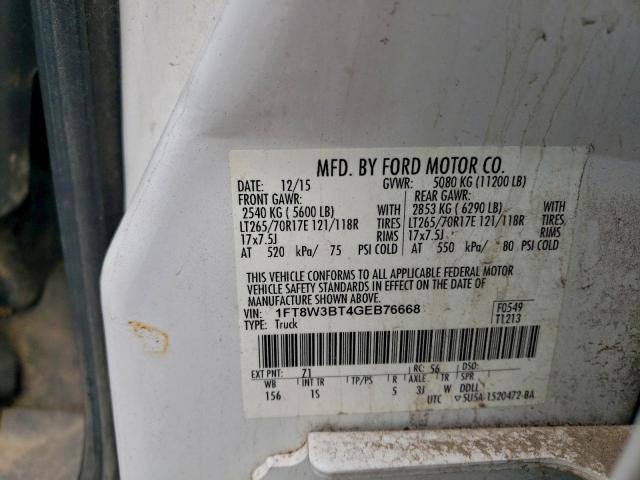 MFD. BY FORD MOTOR CO.
DATE: 12/15 GVWR: 5080 KG (11200 LB)
FRONT GAWR: REAR GAWR:
2540 KG ( 5600 LB) WITH 2853 KG ( 6290 LB) WITH
LT265/70R17E 121/118R TIRES LT265/70R17E 121/118R TIRES
17x7.5J RIMS 17x7.5J RIMS
AT 520 kPa/ 75 PSI COLD AT 550 kPa/ 80 PSI COLD
THIS VEHICLE CONFORMS TO ALL APPLICABLE FEDERAL MOTOR
VEHICLE SAFETY STANDARDS IN EFFECT ON THE DATE OF
MANUFACTURE SHOWN ABOVE.
VIN: 1FT8W3BT4GEB76668 F0549
TYPE: Truck T1213
EXT PNT: Z1 RC: 56 DSO:
WB INT TR TP/PS R AXLE TR SPR
156 1S 5 3J W DDLL
UTC 5USA-1520472-BA